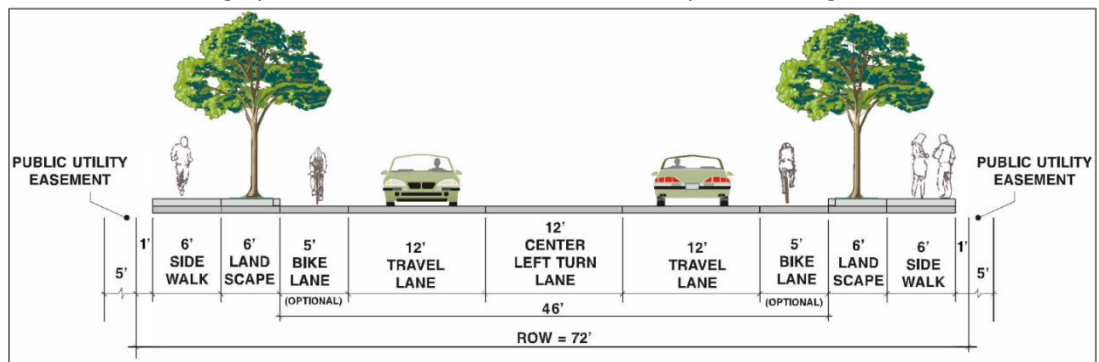 PUBLIC UTILITY
EASEMENT
PUBLIC UTILITY
EASEMENT
5'
1'
6'
SIDE
WALK
6'
LAND
SCAPE
5'
BIKE
LANE
(OPTIONAL)
12'
TRAVEL
LANE
12'
CENTER
LEFT TURN
LANE
12'
TRAVEL
LANE
5'
BIKE
LANE
(OPTIONAL)
6'
LAND
SCAPE
6'
SIDE
WALK
1'
5'
46'
ROW = 72'